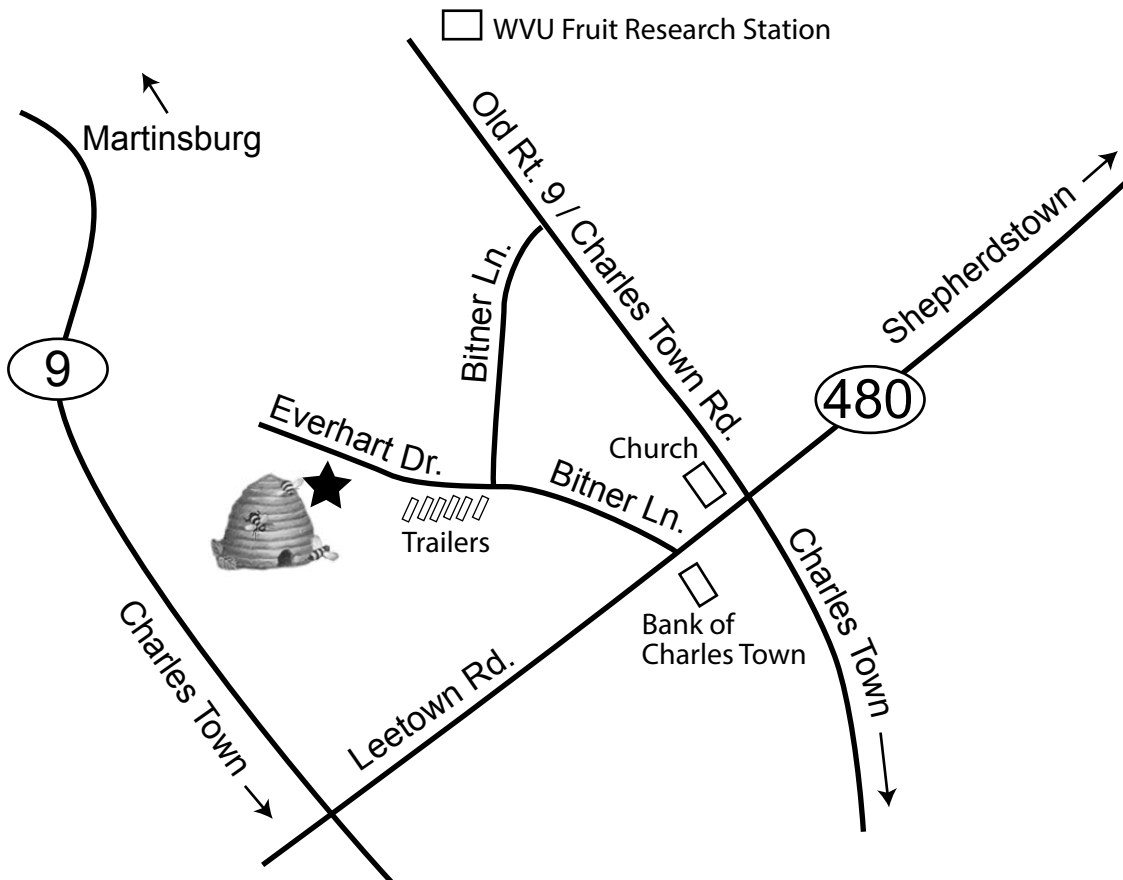 WVU Fruit Research Station
Martinsburg
Old Rt. 9 / Charles Town Rd.
Shepherdstown
Bitner Ln.
9
480
Everhart Dr.
Church
Bitner Ln.
Trailers
Charles Town
Bank of
Charles Town
Charles Town
Leetown Rd.